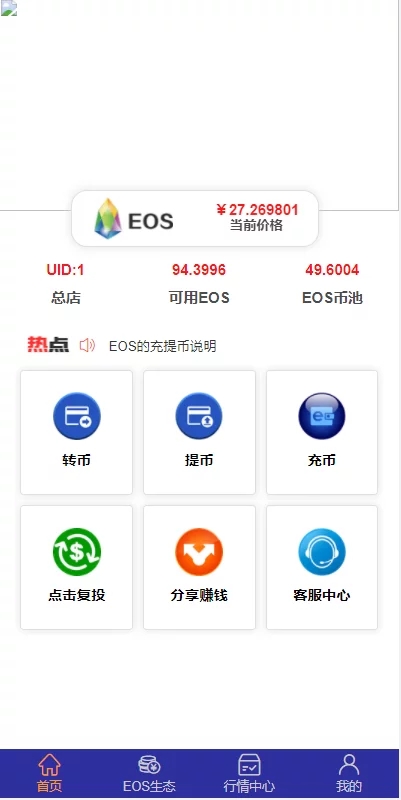 EOS
￥27.269801
当前价格
UID:1
94.3996
49.6004
总店
可用EOS
EOS币池
热点
EOS的充提币说明
转币
提币
充币
点击复投
分享赚钱
客服中心
首页
EOS生态
行情中心
我的